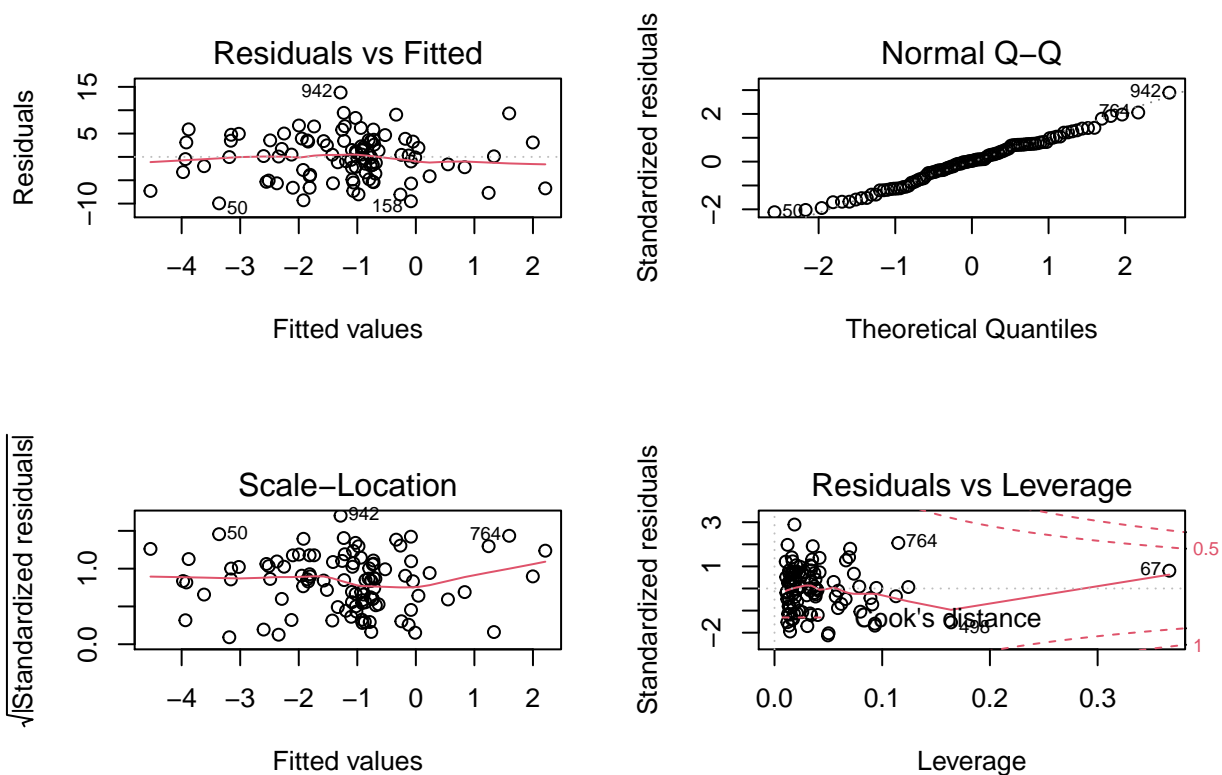 Residuals vs Fitted
Residuals
15
5
−10
942
50
158
−4 −3 −2 −1 0 1 2
Fitted values
Normal Q−Q
Standardized residuals
2
0
−2
942
764
50
−2 −1 0 1 2
Theoretical Quantiles
Scale−Location
√|Standardized residuals|
1.0
0.0
50
942
764
−4 −3 −2 −1 0 1 2
Fitted values
Residuals vs Leverage
Standardized residuals
3
1
−2
764
67
498
Cook's distance
0.5
1
0.0 0.1 0.2 0.3
Leverage